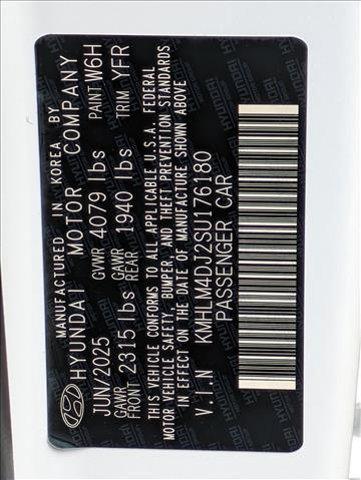 MANUFACTURED IN KOREA BY
HYUNDAI MOTOR COMPANY
JUN/2025 GVWR 4079 lbs PAINT W6H
GAWR FRONT 2315 lbs GAWR REAR 1940 lbs TRIM YFR
THIS VEHICLE CONFORMS TO ALL APPLICABLE U.S.A. FEDERAL
MOTOR VEHICLE SAFETY, BUMPER, AND THEFT PREVENTION STANDARDS
IN EFFECT ON THE DATE OF MANUFACTURE SHOWN ABOVE
V.I.N KMHLM4DJ2SU176180
PASSENGER CAR